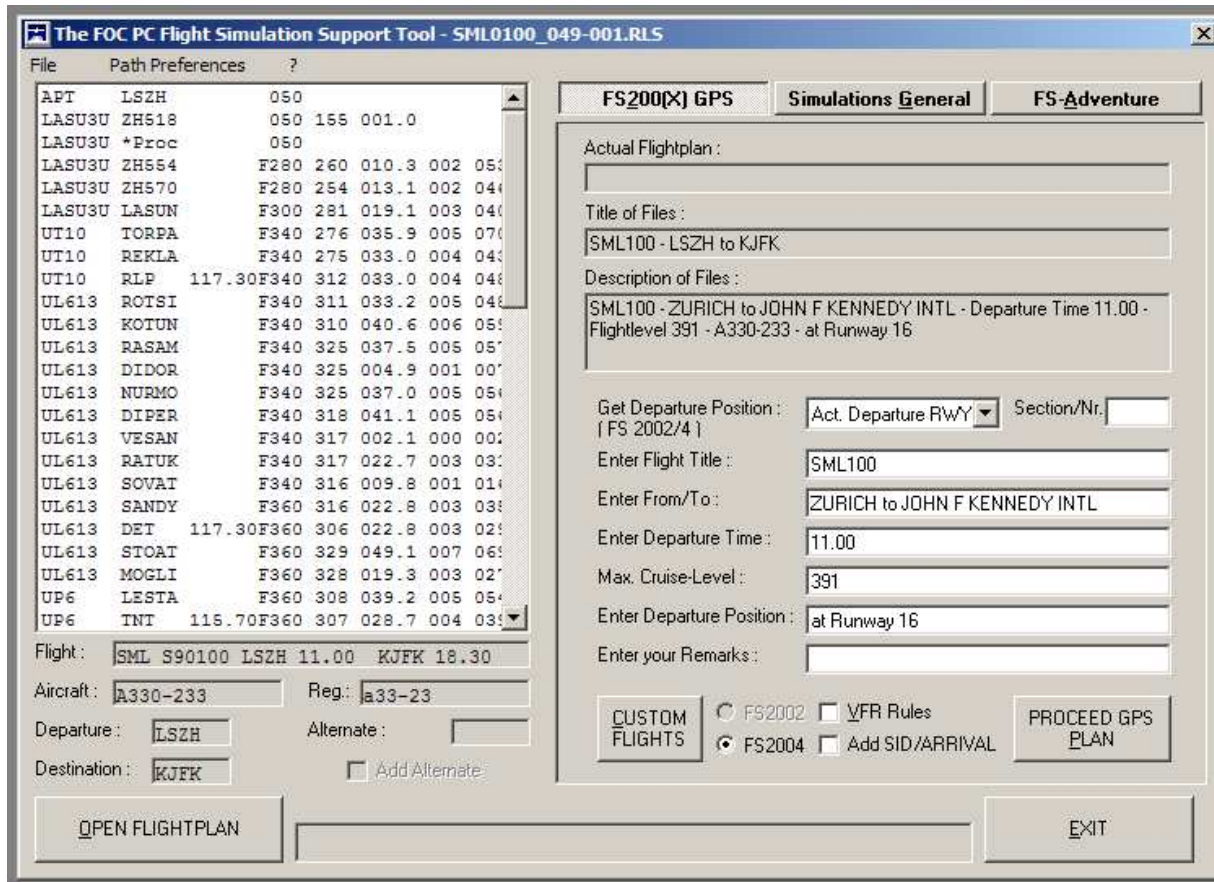 The FOC PC Flight Simulation Support Tool - SML0100_049-001.RLS
File Path Preferences ?
APT LSZH 050
LASU3U ZH518 050 155 001.0
LASU3U *Proc 050
LASU3U ZH554 F280 260 010.3 002
LASU3U ZH570 F280 254 013.1 002
LASU3U LASUN F300 281 019.1 003
UT10 TORPA F340 276 035.9 005
UT10 REKLA F340 275 033.0 004
UT10 RLP 117.30F340 312 033.0 004
UL613 ROTSI F340 311 033.2 005
UL613 KOTUN F340 310 040.6 006
UL613 RASAM F340 325 037.5 005
UL613 DIDOR F340 325 004.9 001
UL613 NURMO F340 325 037.0 005
UL613 DIPER F340 318 041.1 005
UL613 VESAN F340 317 002.1 000
UL613 RATUK F340 317 022.7 003
UL613 SOVAT F340 316 009.8 001
UL613 SANDY F360 316 022.8 003
UL613 DET 117.30F360 306 022.8 003
UL613 STOAT F360 329 049.1 007
UL613 MOGLI F360 328 019.3 003
UP6 LESTA F360 308 039.2 005
UP6 TNT 115.70F360 307 028.7 004
Flight : SML S90100 LSZH 11.00 KJFK 18.30
Aircraft : A330-233 Reg.: a33-23
Departure : LSZH Alternate :
Destination : KJFK Add Alternate
OPEN FLIGHTPLAN
FS200(X) GPS Simulations General FS-Adventure
Actual Flightplan :
Title of Files :
SML100 - LSZH to KJFK
Description of Files :
SML100 - ZURICH to JOHN F KENNEDY INTL - Departure Time 11.00 -
Flightlevel 391 - A330-233 - at Runway 16
Get Departure Position : Act. Departure RWY Section/Nr.
( FS 2002/4 )
Enter Flight Title : SML100
Enter From/To : ZURICH to JOHN F KENNEDY INTL
Enter Departure Time : 11.00
Max. Cruise-Level : 391
Enter Departure Position : at Runway 16
Enter your Remarks :
CUSTOM FLIGHTS
FS2002 VFR Rules
FS2004 Add SID/ARRIVAL
PROCEED GPS PLAN
EXIT